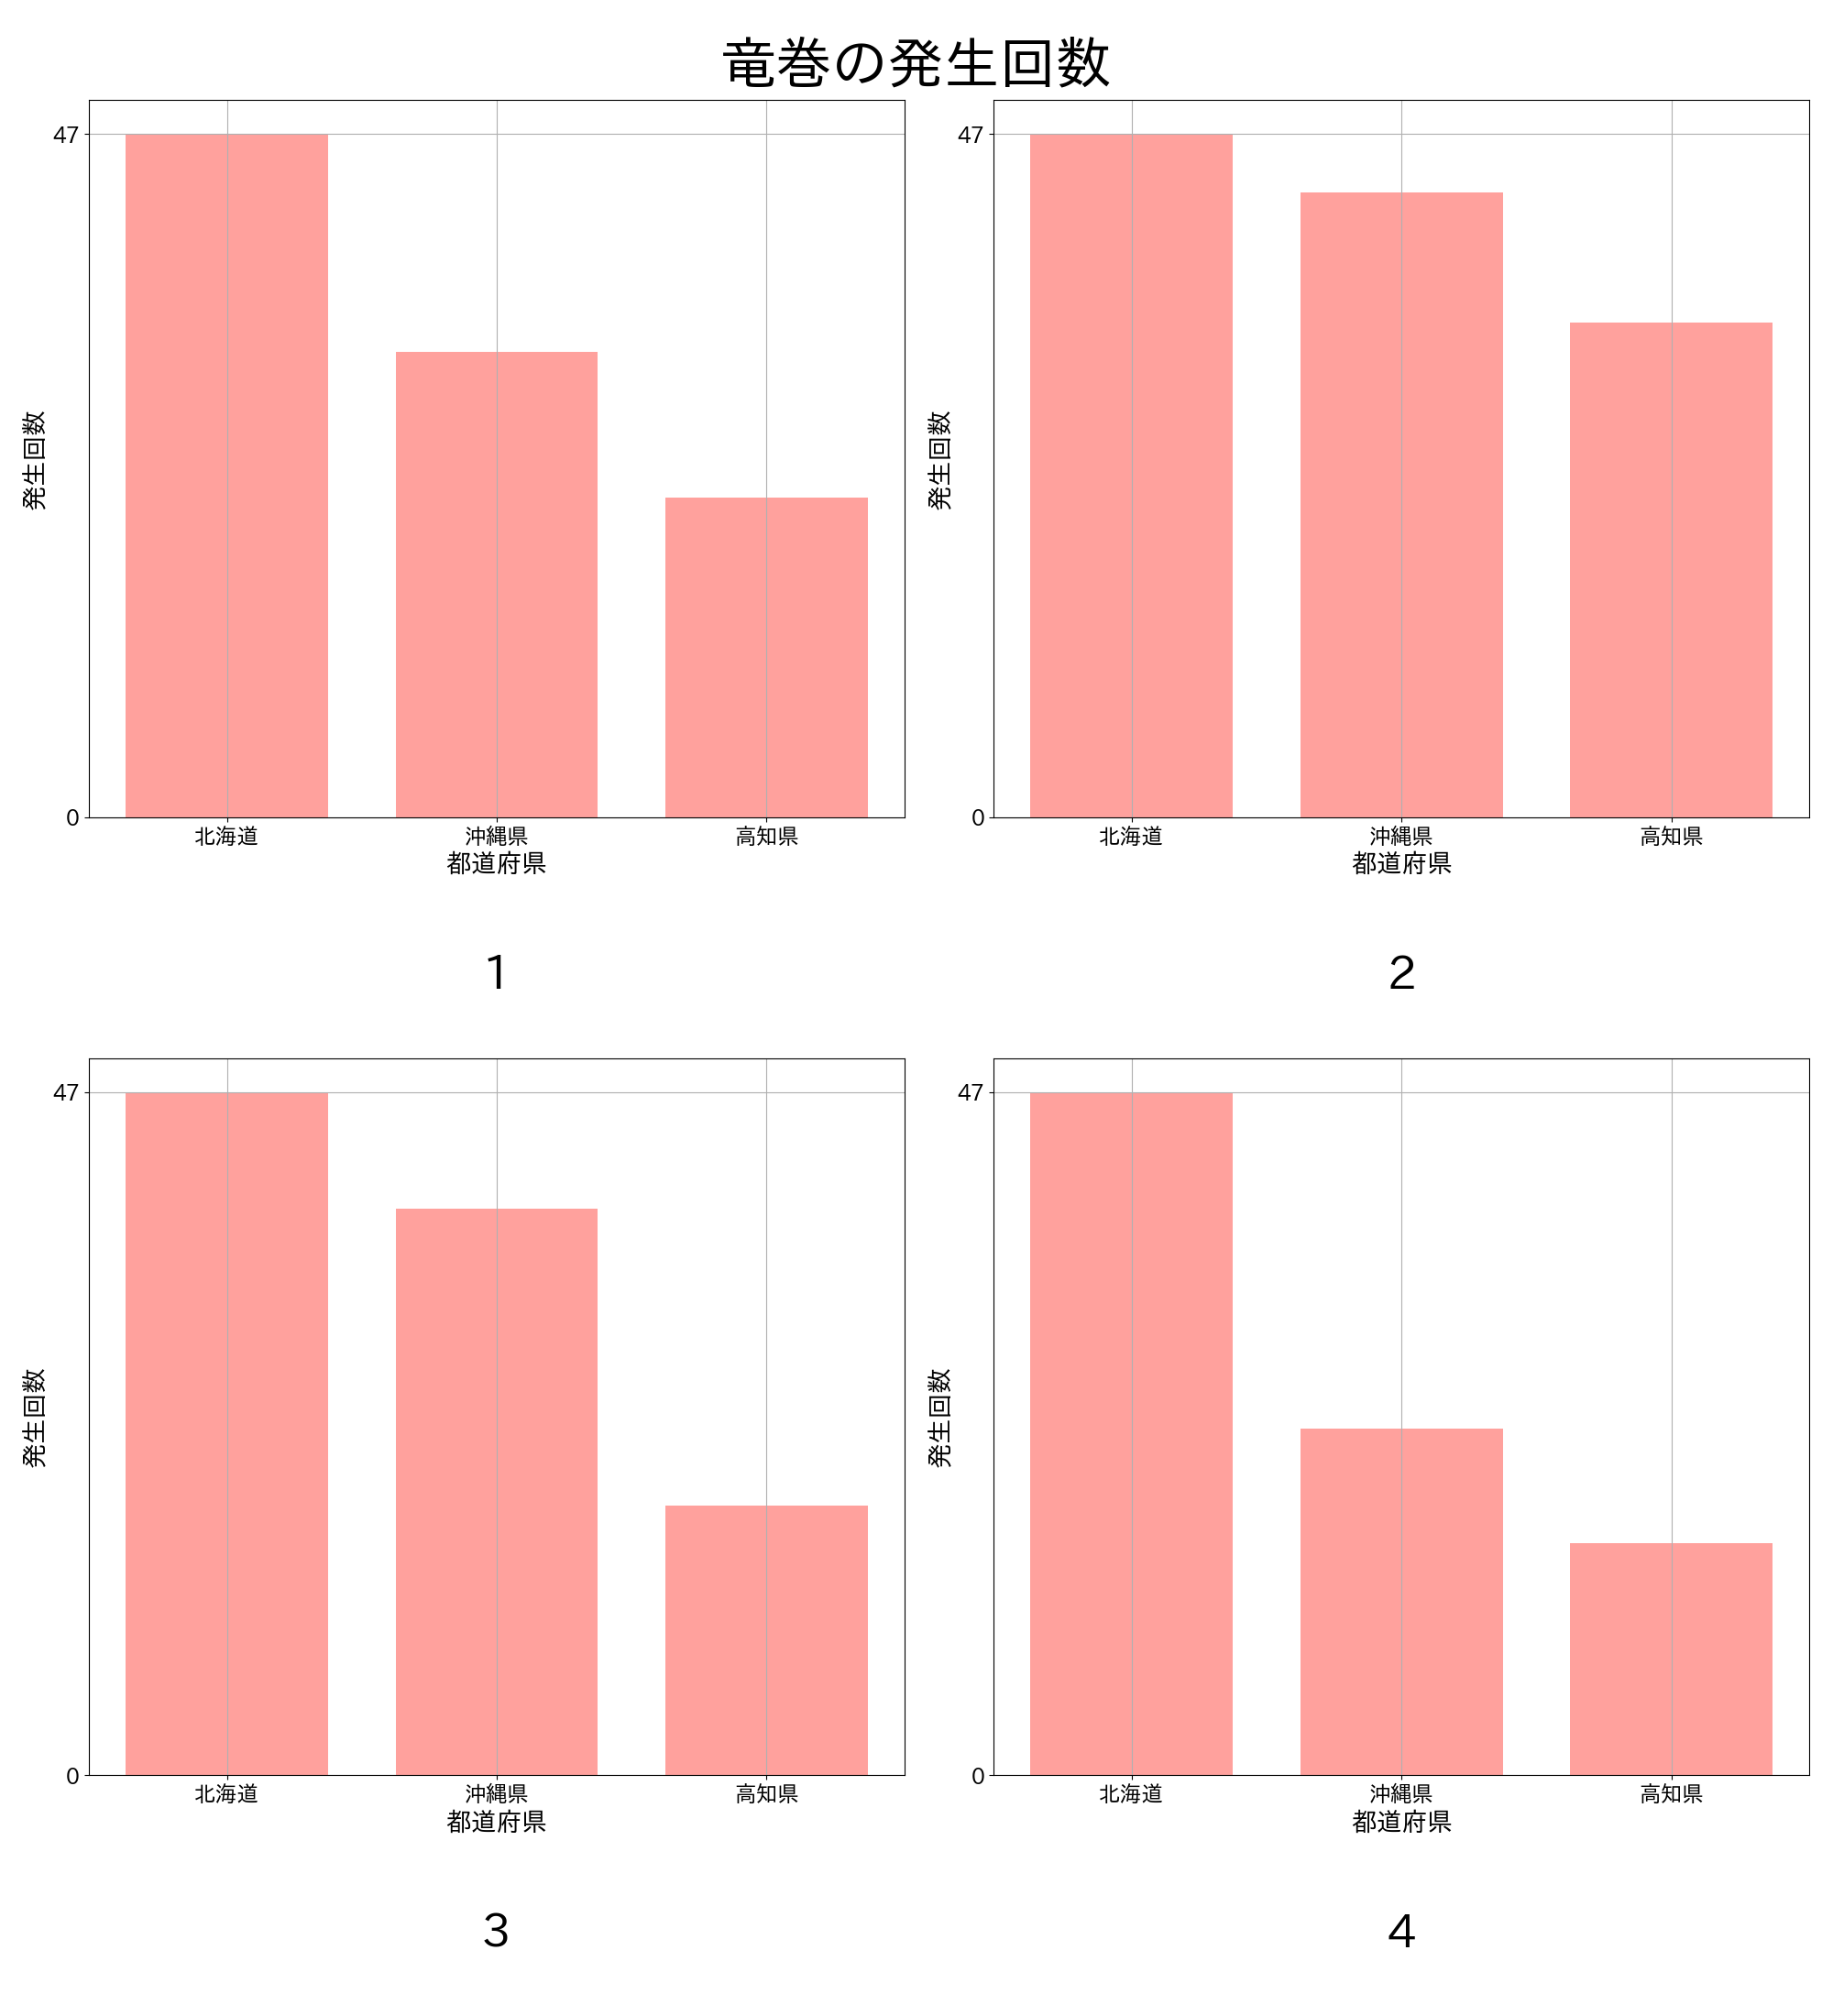 竜巻の発生回数
47
0
発生回数
北海道 沖縄県 高知県
都道府県
1
47
0
発生回数
北海道 沖縄県 高知県
都道府県
2
47
0
発生回数
北海道 沖縄県 高知県
都道府県
3
47
0
発生回数
北海道 沖縄県 高知県
都道府県
4